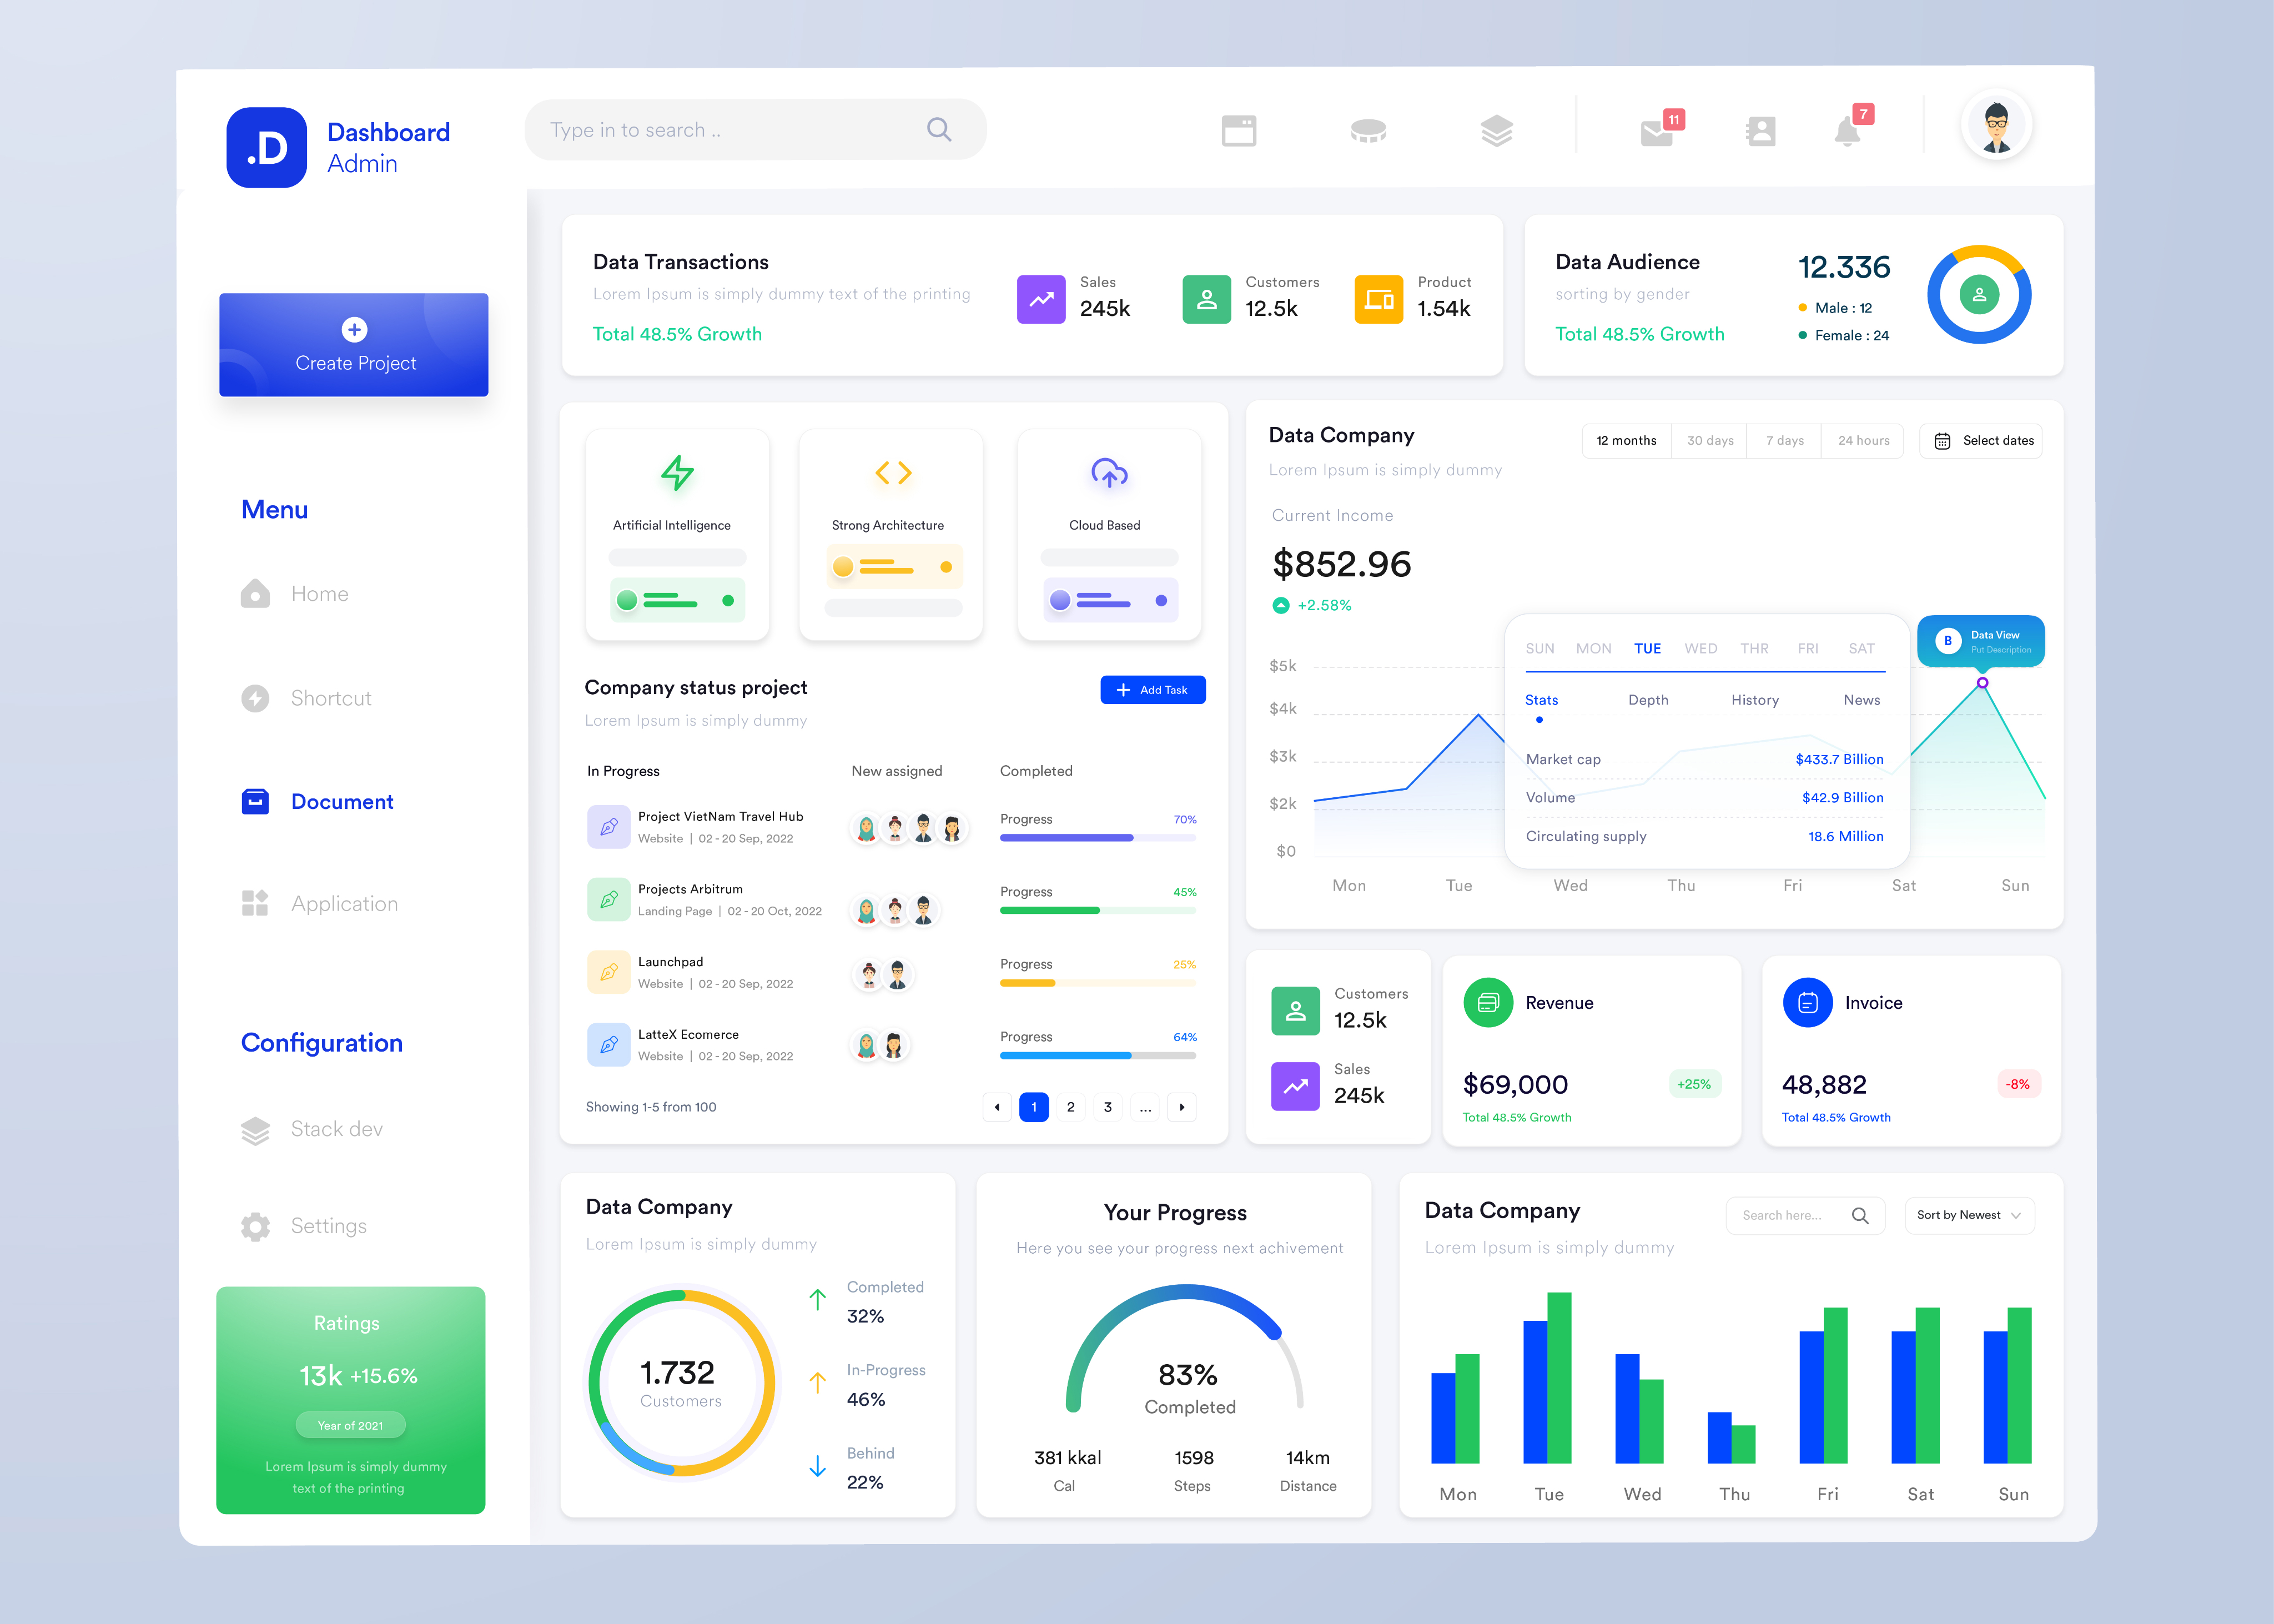 .D
Dashboard
Admin
Type in to search ..
11
7
Create Project
Menu
Home
Shortcut
Document
Application
Configuration
Stack dev
Settings
Ratings
13k +15.6%
Year of 2021
Lorem Ipsum is simply dummy
text of the printing
Data Transactions
Lorem Ipsum is simply dummy text of the printing
Total 48.5% Growth
Sales
245k
Customers
12.5k
Product
1.54k
Data Audience
sorting by gender
Total 48.5% Growth
12.336
Male : 12
Female : 24
Artificial Intelligence
Strong Architecture
Cloud Based
Company status project
Lorem Ipsum is simply dummy
Add Task
In Progress
New assigned
Completed
Project VietNam Travel Hub
Website | 02 - 20 Sep, 2022
Progress
70%
Projects Arbitrum
Landing Page | 02 - 20 Oct, 2022
Progress
45%
Launchpad
Website | 02 - 20 Sep, 2022
Progress
25%
LatteX Ecomerce
Website | 02 - 20 Sep, 2022
Progress
64%
Showing 1-5 from 100
1
2
3
...
Data Company
Lorem Ipsum is simply dummy
12 months
30 days
7 days
24 hours
Select dates
Current Income
$852.96
+2.58%
$5k
$4k
$3k
$2k
$0
SUN MON TUE WED THR FRI SAT
Stats
Depth
History
News
Market cap
$433.7 Billion
Volume
$42.9 Billion
Circulating supply
18.6 Million
B
Data View
Put Description
Mon Tue Wed Thu Fri Sat Sun
Customers
12.5k
Sales
245k
Revenue
$69,000
+25%
Total 48.5% Growth
Invoice
48,882
-8%
Total 48.5% Growth
Data Company
Lorem Ipsum is simply dummy
1.732
Customers
Completed
32%
In-Progress
46%
Behind
22%
Your Progress
Here you see your progress next achivement
83%
Completed
381 kkal
Cal
1598
Steps
14km
Distance
Data Company
Lorem Ipsum is simply dummy
Search here...
Sort by Newest
Mon Tue Wed Thu Fri Sat Sun